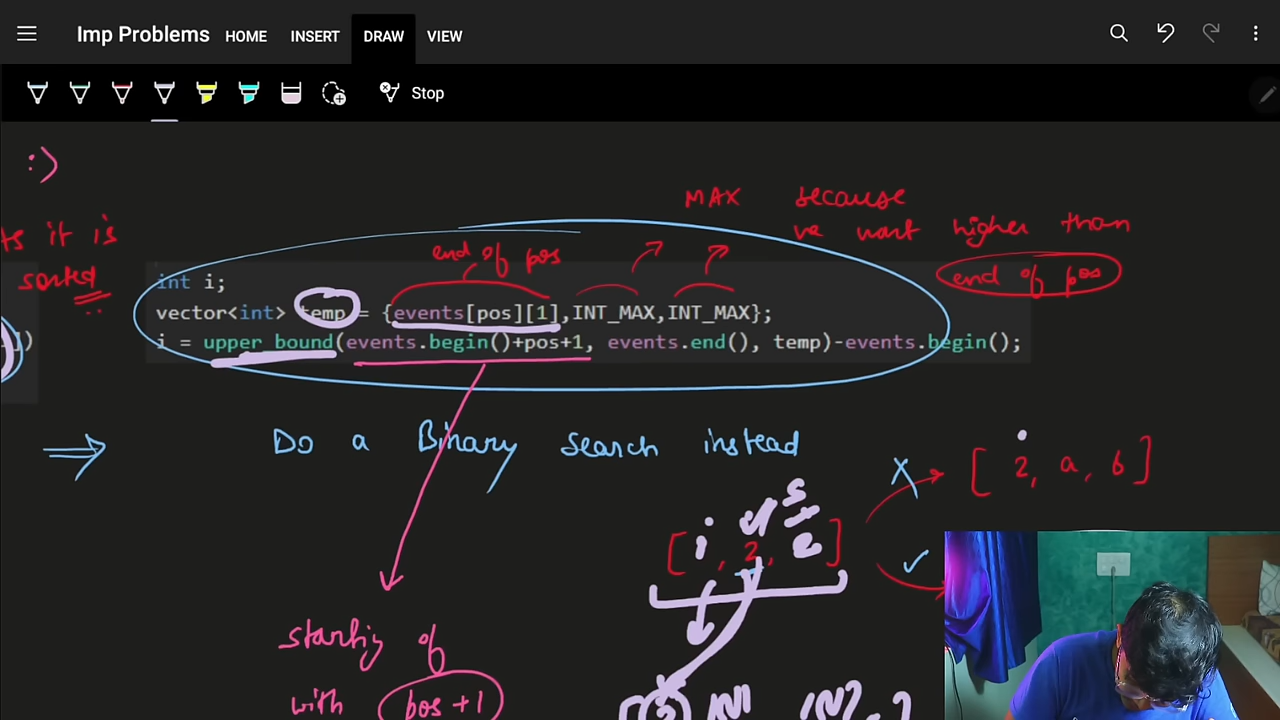 Imp Problems HOME INSERT DRAW VIEW
Stop
:)
MAX because
we want higher than
end of pos
ts it is
sorted
end of pos
int i;
vector<int> temp = {events[pos][1],INT_MAX,INT_MAX};
i = upper_bound(events.begin()+pos+1, events.end(), temp)-events.begin();
])
⇒ Do a Binary search instead
X [ 2, a, b ]
[ i, 2, e ]
✓
starting of
with pos+1